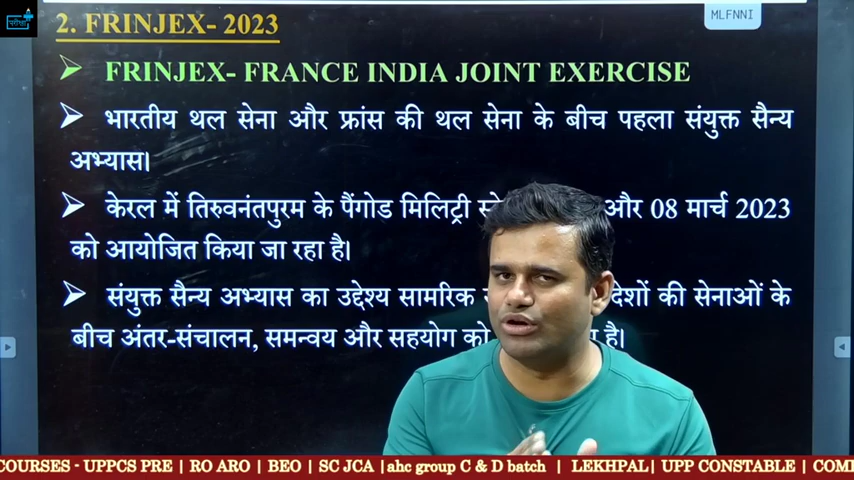 परीक्षा
MLFNNI
2. FRINJEX- 2023
FRINJEX- FRANCE INDIA JOINT EXERCISE
भारतीय थल सेना और फ्रांस की थल सेना के बीच पहला संयुक्त सैन्य
अभ्यास।
केरल में तिरुवनंतपुरम के पैंगोड मिलिट्री और 08 मार्च 2023
को आयोजित किया जा रहा है।
संयुक्त सैन्य अभ्यास का उद्देश्य सामरिक देशों की सेनाओं के
बीच अंतर-संचालन, समन्वय और सहयोग को है।
COURSES - UPPCS PRE | RO ARO | BEO | SC JCA |ahc group C & D batch | LEKHPAL| UPP CONSTABLE |